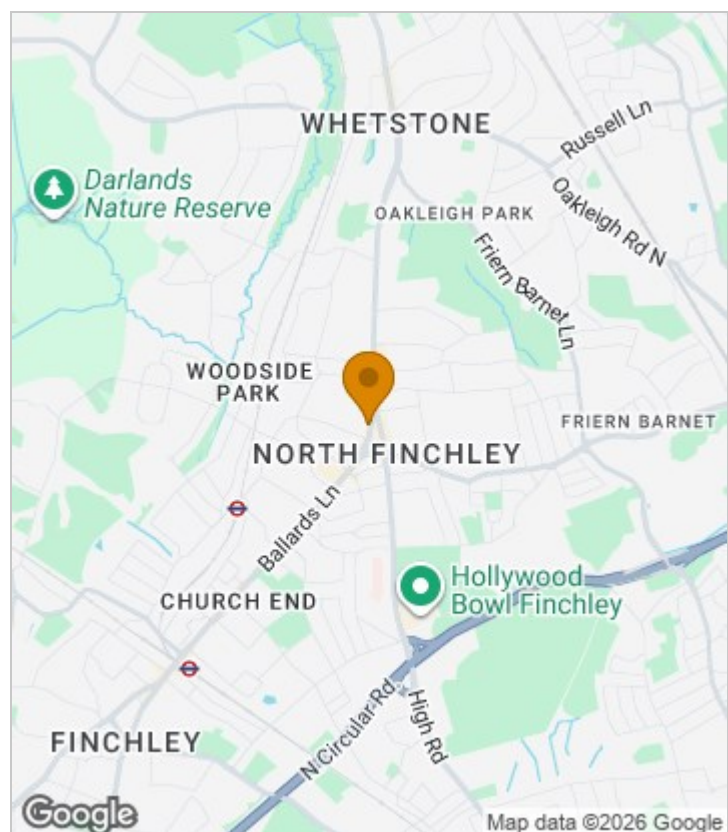 WHETSTONE
Russell Ln
Darlands
Nature Reserve
OAKLEIGH PARK
Oakleigh Rd N
Friern Barnet Ln
WOODSIDE
PARK
FRIERN BARNET
NORTH FINCHLEY
Ballards Ln
Hollywood
Bowl Finchley
CHURCH END
N Circular Rd
High Rd
FINCHLEY
Google
Map data ©2026 Google